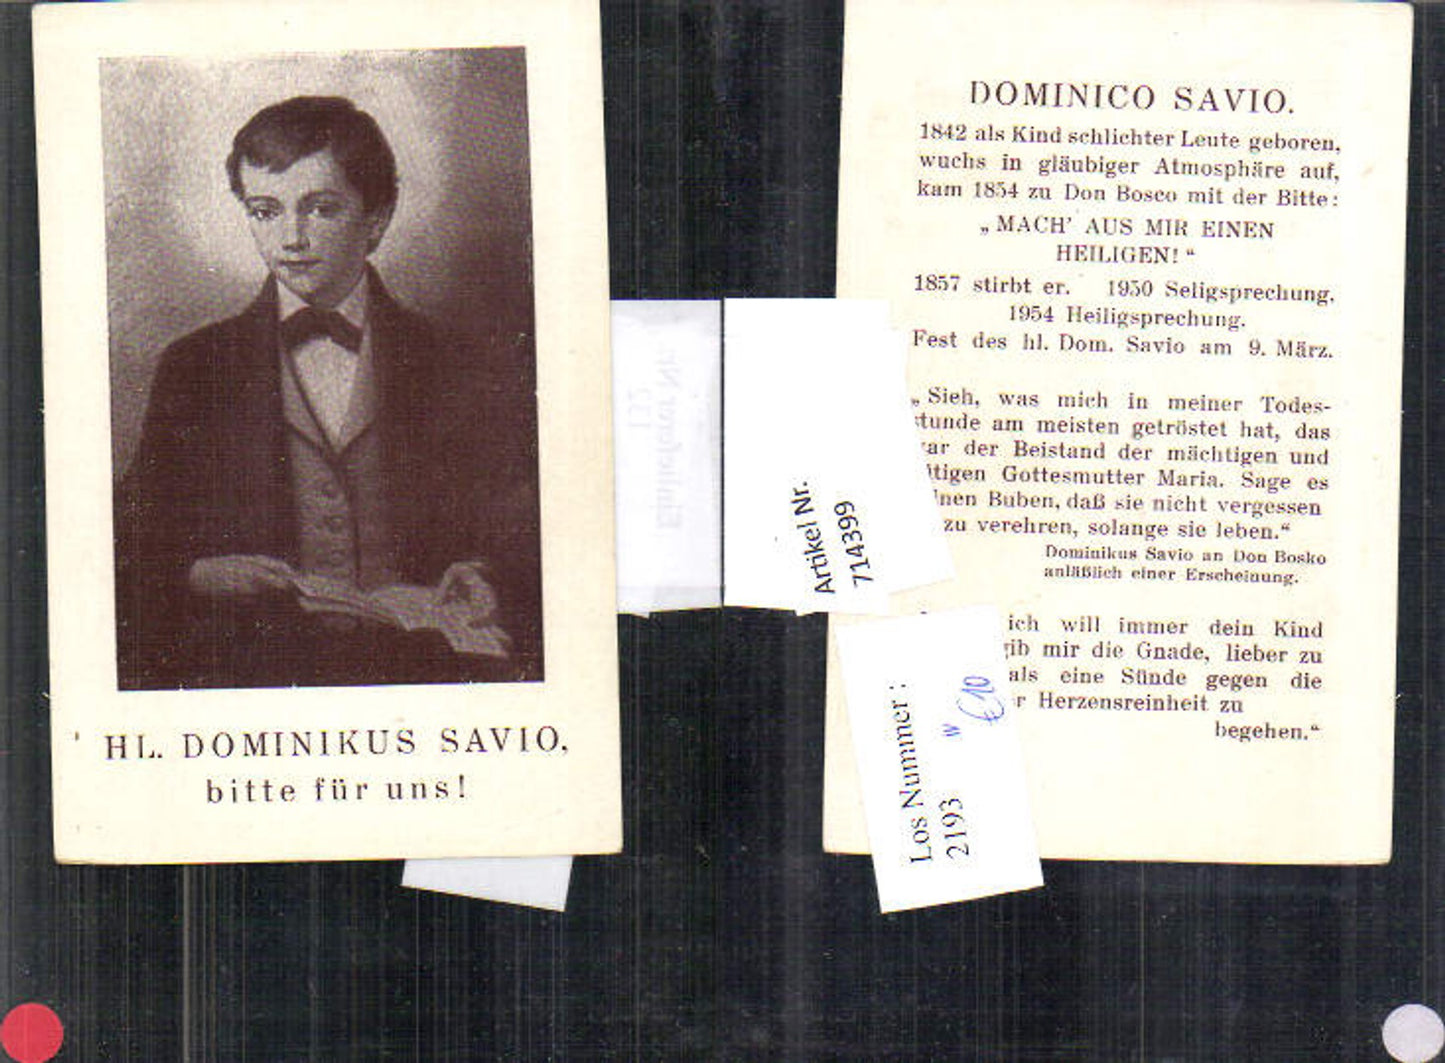 HL. DOMINIKUS SAVIO,
bitte für uns!
DOMINICO SAVIO.
1842 als Kind schlichter Leute geboren,
wuchs in gläubiger Atmosphäre auf,
kam 1854 zu Don Bosco mit der Bitte:
„MACH' AUS MIR EINEN
HEILIGEN!“
1857 stirbt er. 1950 Seligsprechung,
1954 Heiligsprechung.
Fest des hl. Dom. Savio am 9. März.
„Sieh, was mich in meiner Todes-
stunde am meisten getröstet hat, das
der Beistand der mächtigen und
Gottesmutter Maria. Sage es
Buben, daß sie nicht vergessen
zu verehren, solange sie leben.“
Dominikus Savio an Don Bosko
anläßlich einer Erscheinung.
ich will immer dein Kind
gib mir die Gnade, lieber zu
als eine Sünde gegen die
Herzensreinheit zu
begehen.“
Einlieferer Nr.
132
Artikel Nr.
714399
Los Nummer:
2193 W €10